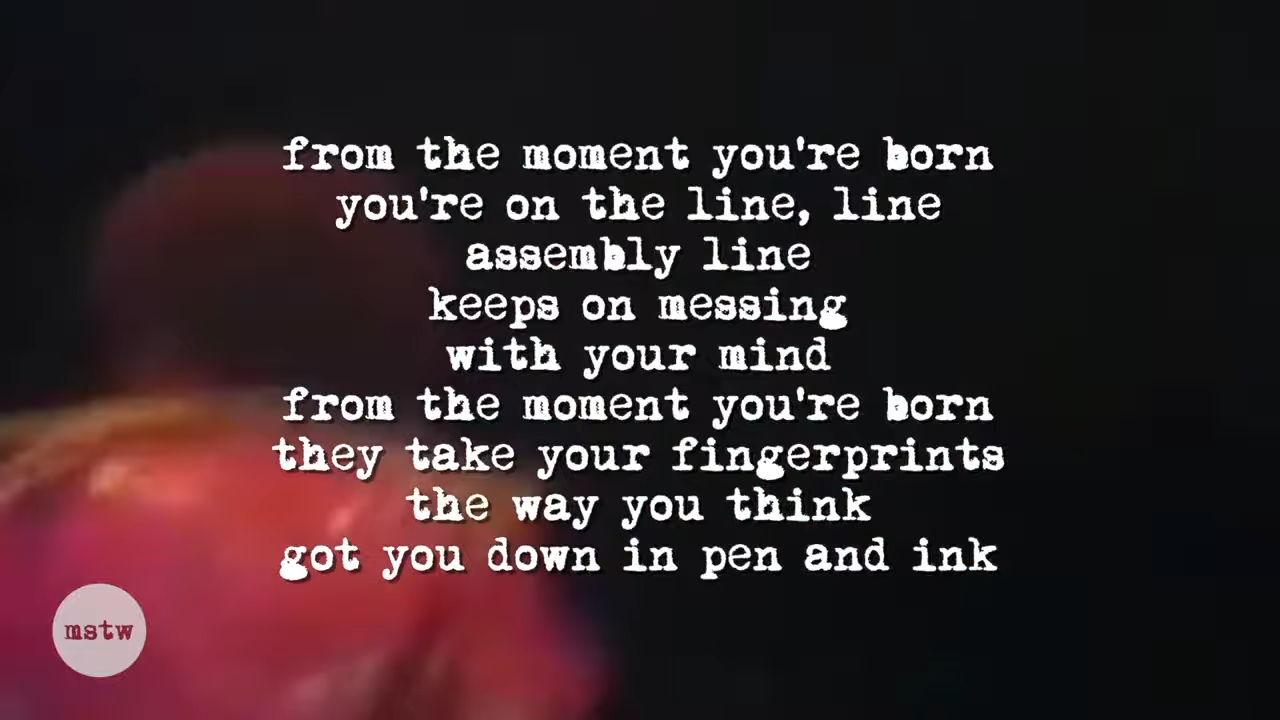 from the moment you're born
you're on the line, line
assembly line
keeps on messing
with your mind
from the moment you're born
they take your fingerprints
the way you think
got you down in pen and ink
mstw